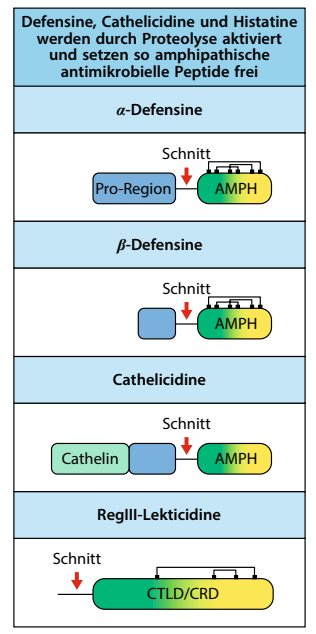 Defensine, Cathelicidine und Histatine
werden durch Proteolyse aktiviert
und setzen so amphipathische
antimikrobielle Peptide frei
α-Defensine
Schnitt
Pro-Region
AMPH
β-Defensine
Schnitt
AMPH
Cathelicidine
Schnitt
Cathelin
AMPH
RegIII-Lekticidine
Schnitt
CTLD/CRD